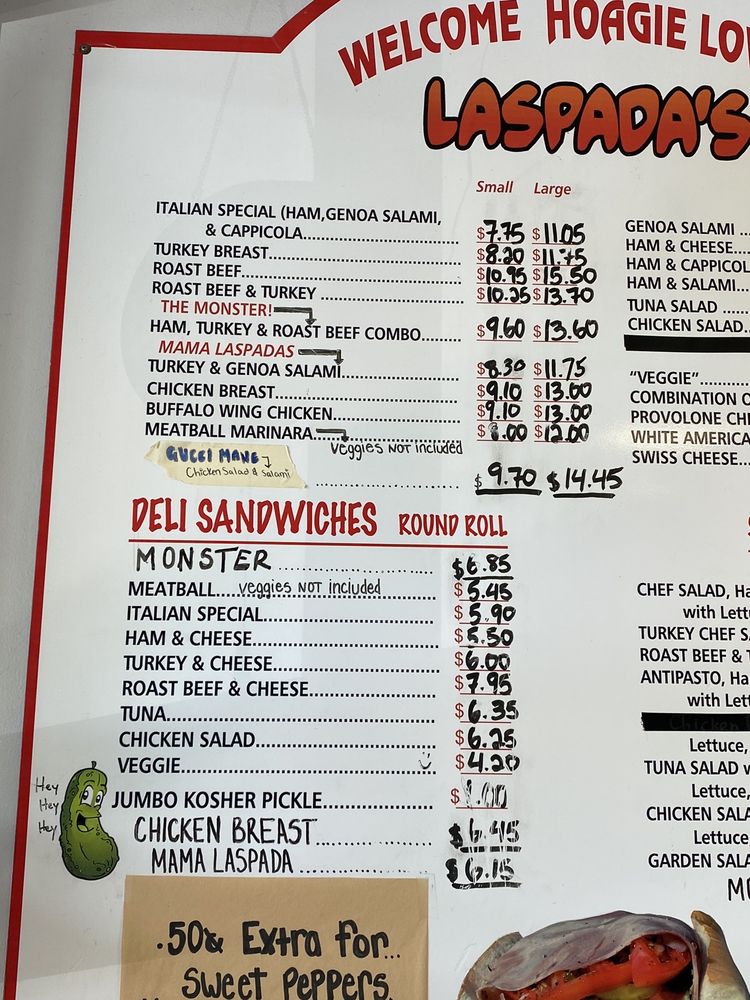 WELCOME HOAGIE LO
LASPADA'S
Small Large
ITALIAN SPECIAL (HAM,GENOA SALAMI,
& CAPPICOLA........ $7.75 $11.05
TURKEY BREAST........ $8.20 $11.75
ROAST BEEF........ $10.95 $15.50
ROAST BEEF & TURKEY ........ $10.25 $13.70
THE MONSTER!
HAM, TURKEY & ROAST BEEF COMBO........ $9.60 $13.60
MAMA LASPADAS
TURKEY & GENOA SALAMI........ $8.30 $11.75
CHICKEN BREAST........ $9.10 $13.00
BUFFALO WING CHICKEN........ $9.10 $13.00
MEATBALL MARINARA........ $ .00 $12.00
veggies NOT included
GUCCI MANE
Chicken Salad & Salami
........ $9.70 $14.45
DELI SANDWICHES ROUND ROLL
MONSTER ........ $6.85
MEATBALL.... veggies NOT included $5.45
ITALIAN SPECIAL........ $5.90
HAM & CHEESE........ $5.50
TURKEY & CHEESE........ $6.00
ROAST BEEF & CHEESE........ $7.95
TUNA........ $6.35
CHICKEN SALAD........ $6.25
VEGGIE........ $4.20
Hey
Hey
Hey
JUMBO KOSHER PICKLE........ $1.00
CHICKEN BREAST........ $6.45
MAMA LASPADA ........ $6.15
.50¢ Extra for...
Sweet Peppers
GENOA SALAMI ...
HAM & CHEESE....
HAM & CAPPICOL
HAM & SALAMI....
TUNA SALAD ...
CHICKEN SALAD..
"VEGGIE"........
COMBINATION O
PROVOLONE CH
WHITE AMERICA
SWISS CHEESE...
CHEF SALAD, Ha
with Lett
TURKEY CHEF S
ROAST BEEF & T
ANTIPASTO, Ha
with Lett
Chicken
Lettuce,
TUNA SALAD w
Lettuce,
CHICKEN SALA
Lettuce
GARDEN SALA